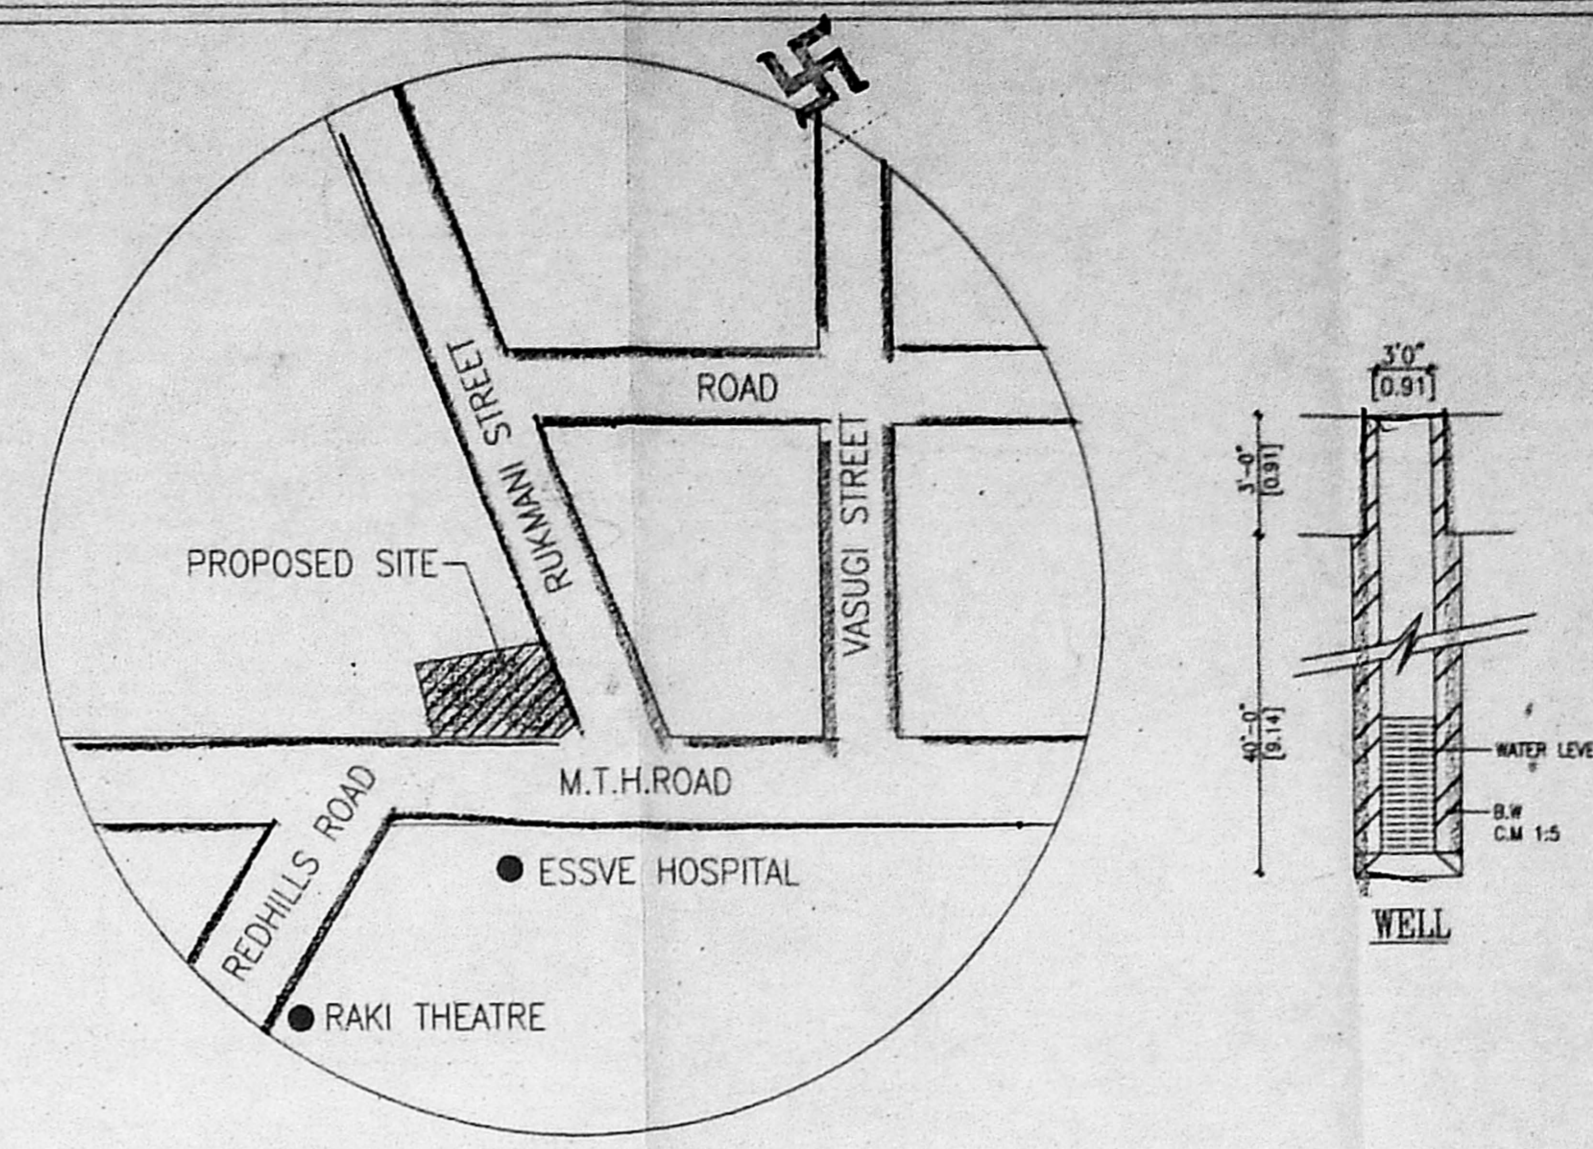 ROAD
RUKMANI STREET
VASUGI STREET
PROPOSED SITE
M.T.H.ROAD
REDHILLS ROAD
ESSVE HOSPITAL
RAKI THEATRE
3'0"
[0.91]
3'-0"
[0.91]
40'-0"
[9.14]
WATER LEVE
B.W
C.M 1:5
WELL